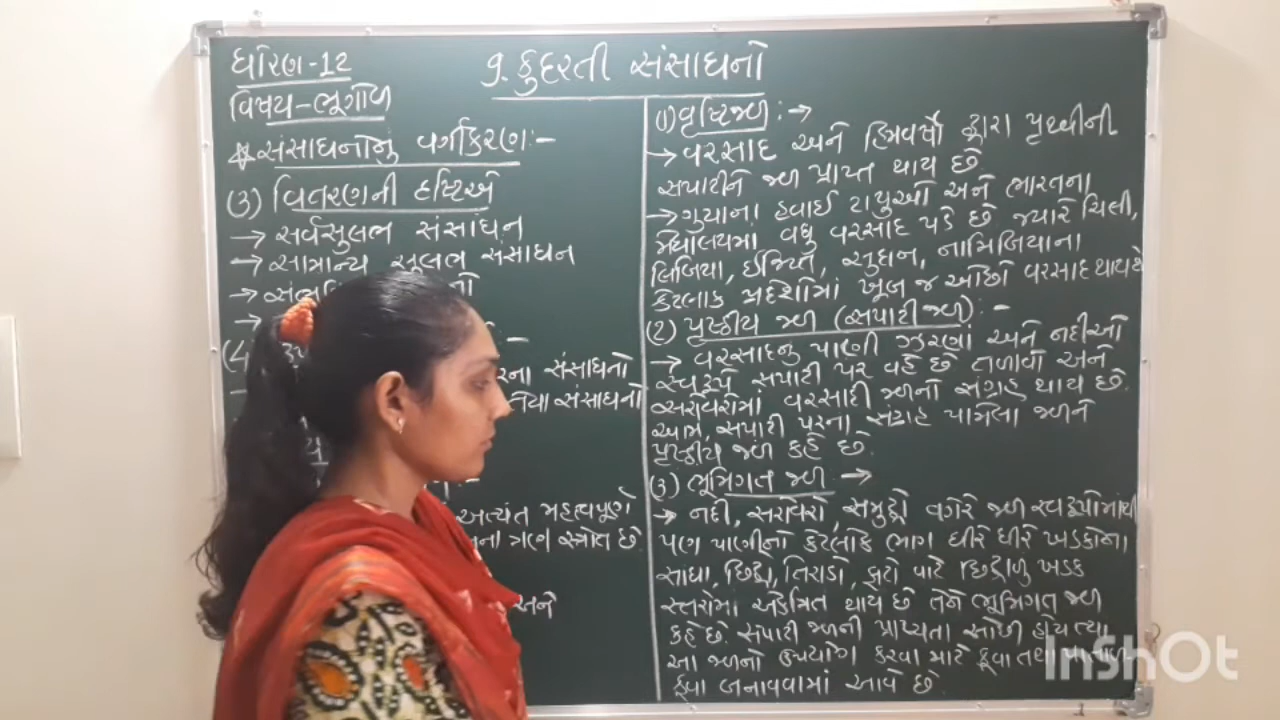 ધોરણ-12
વિષય-ભૂગોળ
9. કુદરતી સંસાધનો
* સંસાધનોનું વર્ગીકરણ:-
(3) વિતરણની દૃષ્ટિએ
→ સર્વસુલભ સંસાધન
→ સામાન્ય સુલભ સંસાધન
→
→
(4
રના સંસાધનો
તેવા સંસાધનો
અત્યંત મહત્વપૂર્ણ
ના ત્રણ સ્ત્રોત છે.
અને
(1) વૃષ્ટિજળ :→
→ વરસાદ અને હિમવર્ષા દ્વારા પૃથ્વીની
સપાટીને જળ પ્રાપ્ત થાય છે
→ ગુયાના હવાઈ ટાપુઓ અને ભારતના
મેઘાલયમાં વધુ વરસાદ પડે છે જ્યારે ચિલી,
લિબિયા, ઈજિપ્ત, સુદાન, નામિબિયાના
કેટલાક પ્રદેશોમાં ખૂબ જ ઓછો વરસાદ થાય છે
(2) પૃષ્ઠીય જળ (સપાટી જળ) :-
→ વરસાદનુ પાણી ઝરણાં અને નદીઓ
સ્વરૂપે સપાટી પર વહે છે તળાવો અને
સરોવરોમાં વરસાદી જળનો સંગ્રહ થાય છે.
આમ, સપાટી પરના સંગ્રહ પામેલા જળને
પૃષ્ઠીય જળ કહે છે.
(3) ભૂમિગત જળ →
→ નદી, સરોવરો, સમુદ્રો વગેરે જળ સ્વરૂપોમાંથી
પણ પાણીનો કેટલોક ભાગ ધીરે ધીરે ખડકોના
સાંધા, છિદ્રો, તિરાડો, ફાટો વાટે છિદ્રાળુ ખડક
સ્તરોમાં એકત્રિત થાય છે તેને ભૂમિગત જળ
કહે છે. સપાટી જળની પ્રાપ્યતા ઓછી હોય ત્યા
આ જળનો ઉપયોગ કરવા માટે કૂવા તથા પાતાળ
કૂવા બનાવવામાં આવે છે.
InShOt